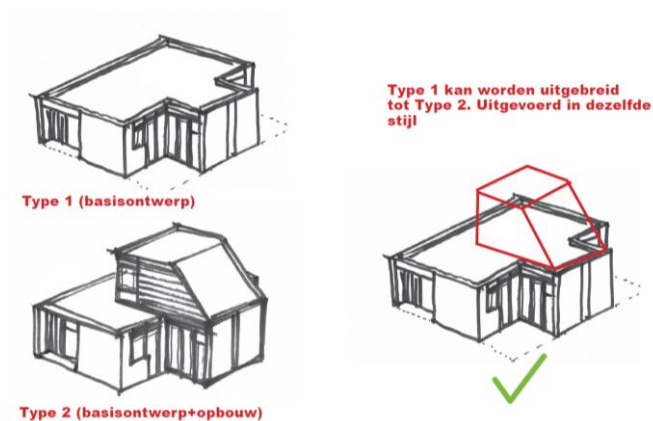 Type 1 (basisontwerp)
Type 2 (basisontwerp+opbouw)
Type 1 kan worden uitgebreid
tot Type 2. Uitgevoerd in dezelfde
stijl